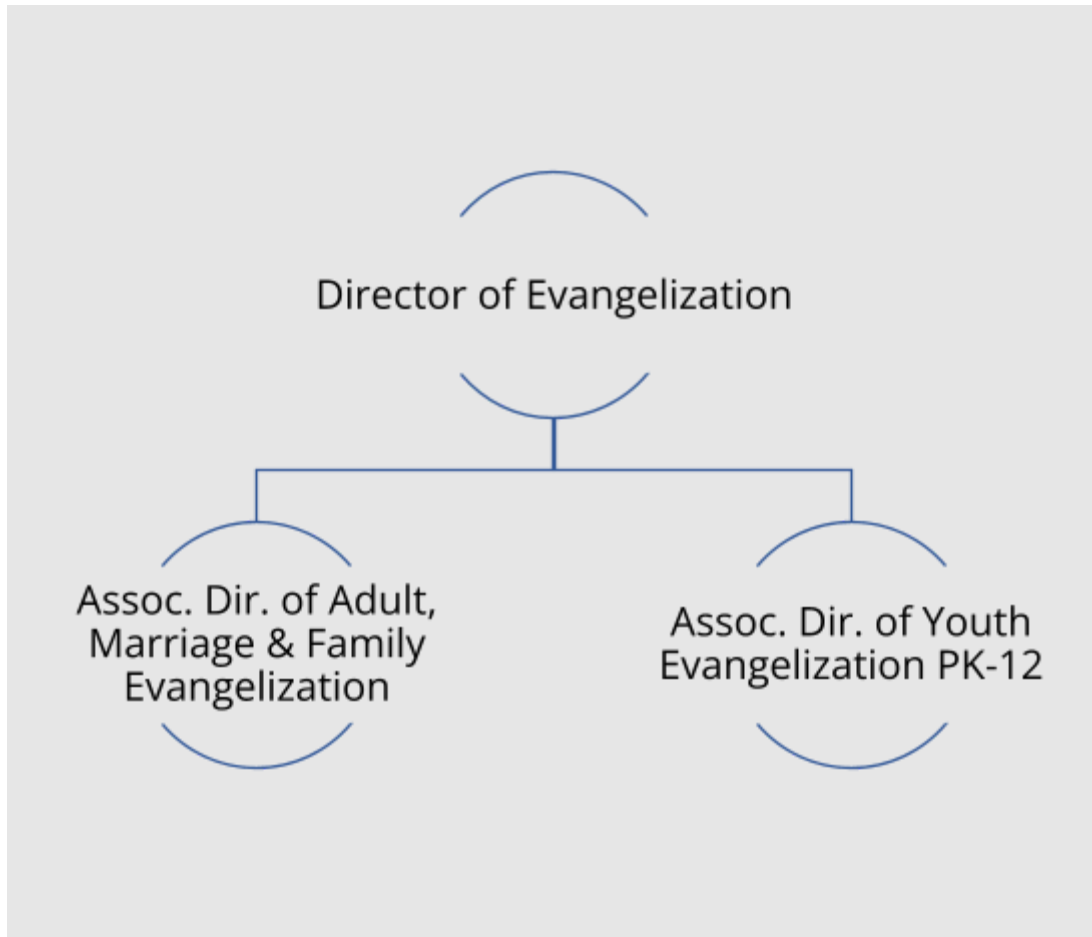 Director of Evangelization
Assoc. Dir. of Adult,
Marriage & Family
Evangelization
Assoc. Dir. of Youth
Evangelization PK-12